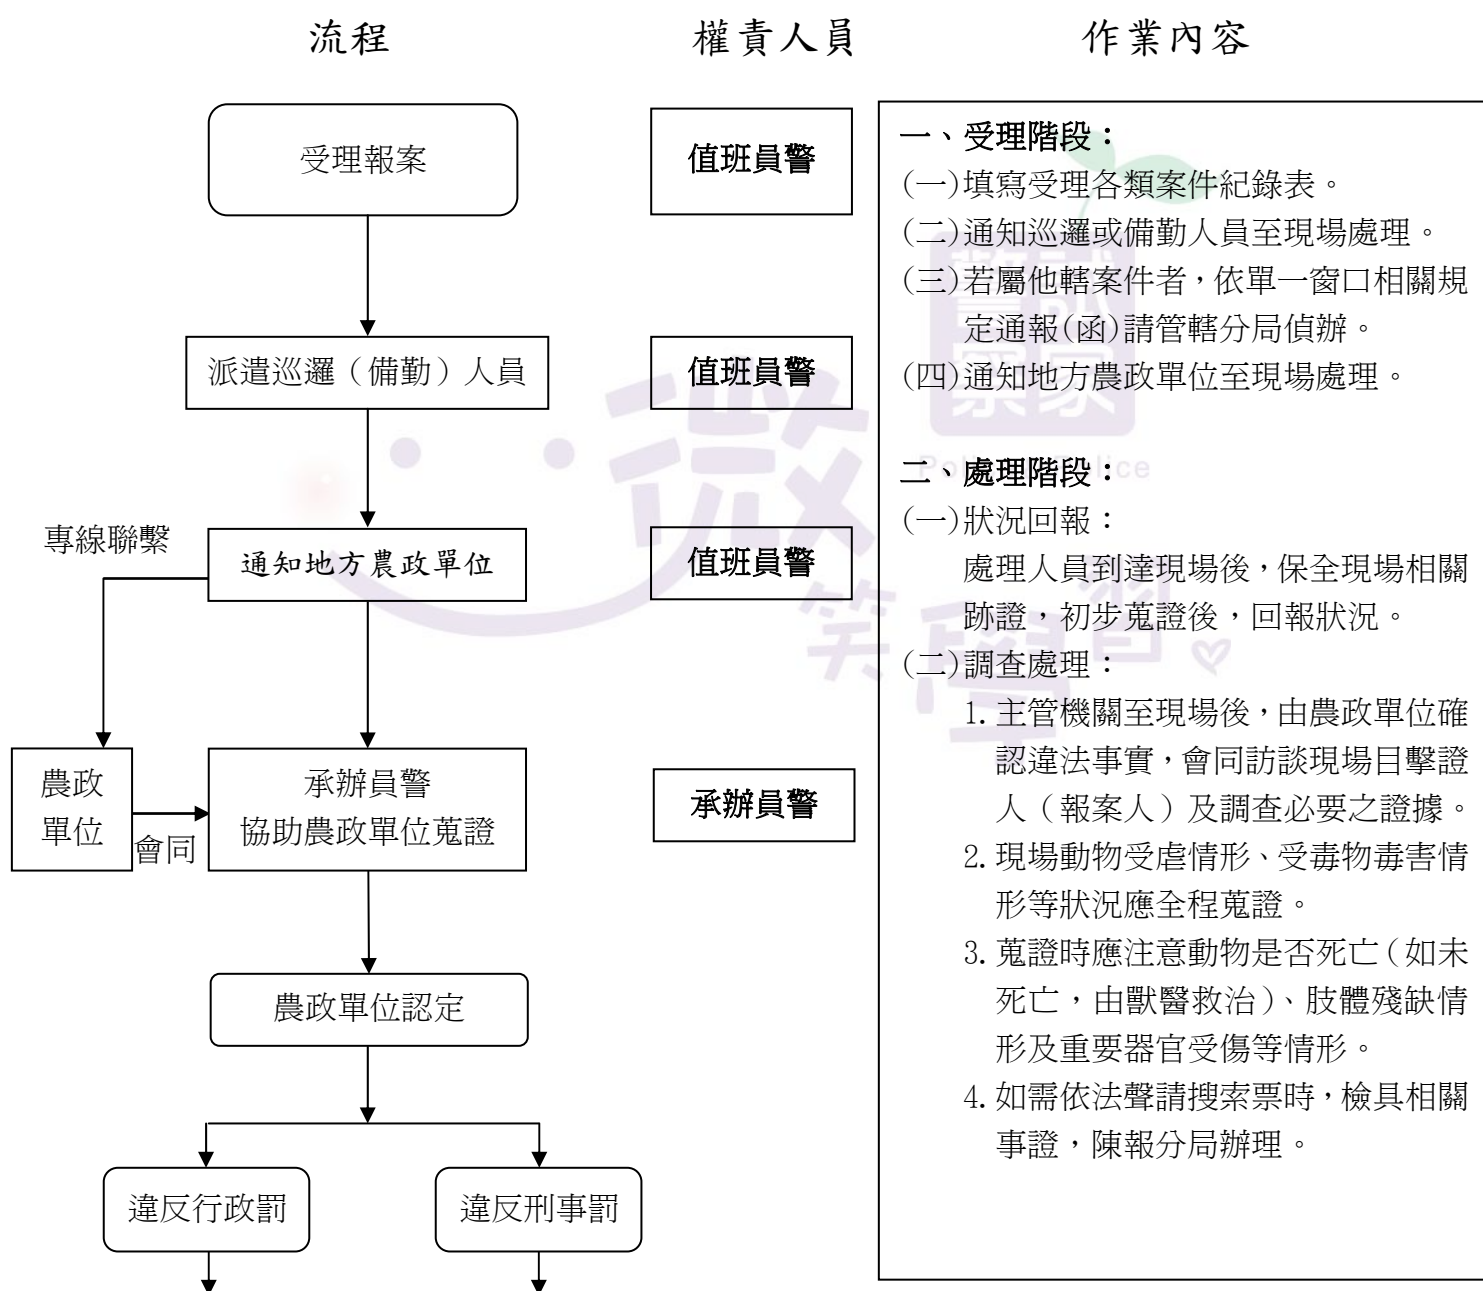 流程
權責人員
作業內容
受理報案
值班員警
派遣巡邏（備勤）人員
值班員警
專線聯繫
通知地方農政單位
值班員警
農政
單位
會同
承辦員警
協助農政單位蒐證
承辦員警
農政單位認定
違反行政罰
違反刑事罰
一、受理階段：
(一)填寫受理各類案件紀錄表。
(二)通知巡邏或備勤人員至現場處理。
(三)若屬他轄案件者，依單一窗口相關規
定通報(函)請管轄分局偵辦。
(四)通知地方農政單位至現場處理。
二、處理階段：
(一)狀況回報：
處理人員到達現場後，保全現場相關
跡證，初步蒐證後，回報狀況。
(二)調查處理：
1.主管機關至現場後，由農政單位確
認違法事實，會同訪談現場目擊證
人（報案人）及調查必要之證據。
2.現場動物受虐情形、受毒物毒害情
形等狀況應全程蒐證。
3.蒐證時應注意動物是否死亡（如未
死亡，由獸醫救治）、肢體殘缺情
形及重要器官受傷等情形。
4.如需依法聲請搜索票時，檢具相關
事證，陳報分局辦理。
微
笑學習